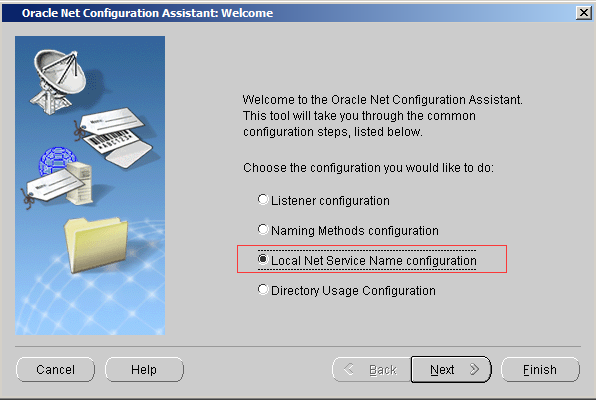 Oracle Net Configuration Assistant: Welcome
Welcome to the Oracle Net Configuration Assistant.
This tool will take you through the common
configuration steps, listed below.
Choose the configuration you would like to do:
Listener configuration
Naming Methods configuration
Local Net Service Name configuration
Directory Usage Configuration
Cancel
Help
Back
Next
Finish